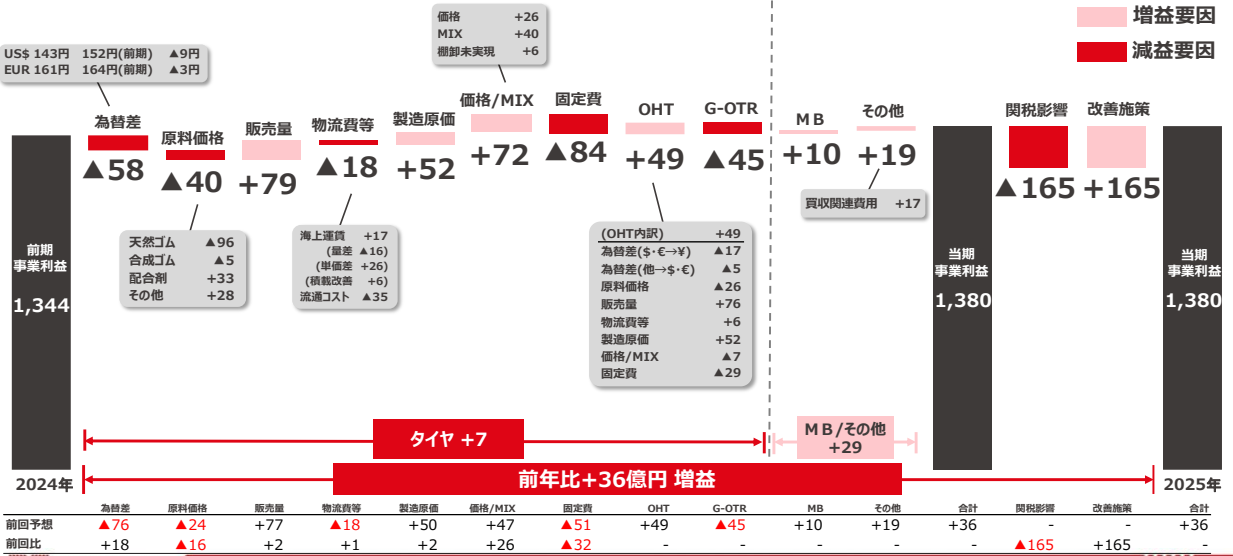 増益要因
減益要因
US$ 143円 152円(前期) ▲9円
EUR 161円 164円(前期) ▲3円
価格 +26
MIX +40
棚卸未実現 +6
為替差
▲58
原料価格
▲40
販売量
+79
物流費等
▲18
製造原価
+52
価格/MIX
+72
固定費
▲84
OHT
+49
G-OTR
▲45
MB
+10
その他
+19
関税影響
▲165
改善施策
+165
天然ゴム ▲96
合成ゴム ▲5
配合剤 +33
その他 +28
海上運賃 +17
(量差 ▲16)
(単価差 +26)
(積載改善 +6)
流通コスト ▲35
(OHT内訳) +49
為替差($・€→¥) ▲17
為替差(他→$・€) ▲5
原料価格 ▲26
販売量 +76
物流費等 +6
製造原価 +52
価格/MIX ▲7
固定費 ▲29
買収関連費用 +17
前期
事業利益
1,344
当期
事業利益
1,380
当期
事業利益
1,380
タイヤ +7
MB/その他
+29
前年比+36億円 増益
2024年
2025年
為替差 原料価格 販売量 物流費等 製造原価 価格/MIX 固定費 OHT G-OTR MB その他 合計 関税影響 改善施策 合計
前回予想 ▲76 ▲24 +77 ▲18 +50 +47 ▲51 +49 ▲45 +10 +19 +36 - - +36
前回比 +18 ▲16 +2 +1 +2 +26 ▲32 - - - - - ▲165 +165 -